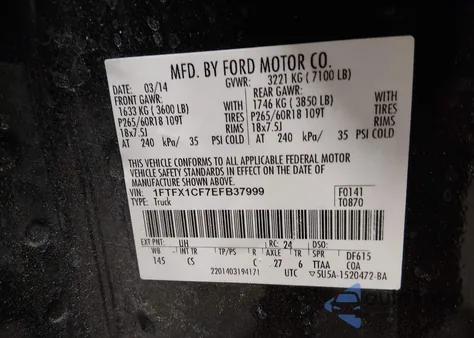 MFD. BY FORD MOTOR CO.
DATE: 03/14 GVWR: 3221 KG ( 7100 LB)
FRONT GAWR: REAR GAWR:
1633 KG ( 3600 LB) WITH 1746 KG ( 3850 LB) WITH
P265/60R18 109T TIRES P265/60R18 109T TIRES
18x7.5J RIMS 18x7.5J RIMS
AT 240 kPa/ 35 PSI COLD AT 240 kPa/ 35 PSI COLD
THIS VEHICLE CONFORMS TO ALL APPLICABLE FEDERAL MOTOR
VEHICLE SAFETY STANDARDS IN EFFECT ON THE DATE OF
MANUFACTURE SHOWN ABOVE.
VIN: 1FTFX1CF7EFB37999 F0141
TYPE: Truck T0870
EXT PNT: UH RC: 24 DSO:
WB INT TR TP/PS R AXLE TR SPR DF615
145 CS C 27 6 TTAA COA
2201403194171 UTC ▽5U5A-1520472-BA